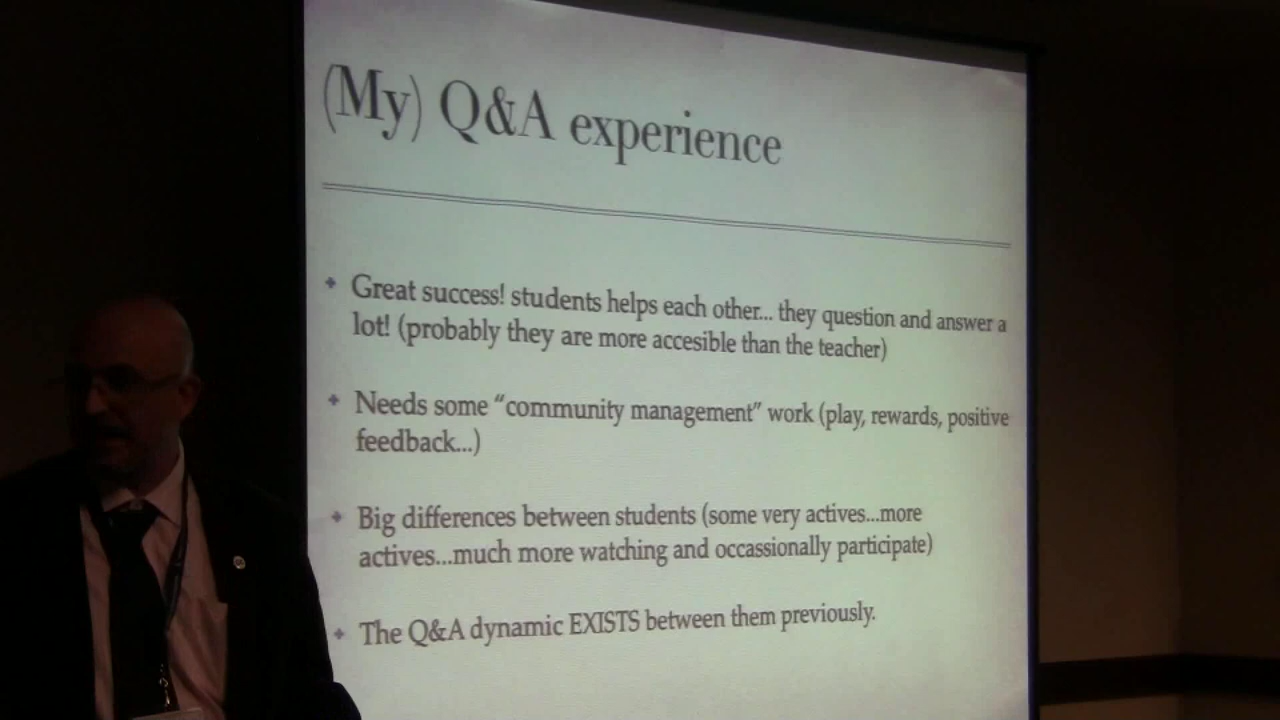 (My) Q&A experience
Great success! students helps each other... they question and answer a
lot! (probably they are more accesible than the teacher)
Needs some “community management” work (play, rewards, positive
feedback...)
Big differences between students (some very actives...more
actives...much more watching and occassionally participate)
The Q&A dynamic EXISTS between them previously.